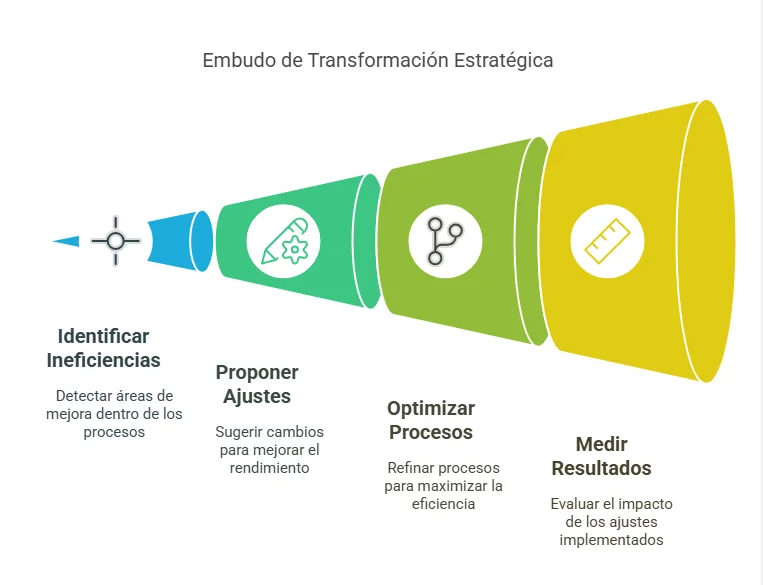 Embudo de Transformación Estratégica
Identificar
Ineficiencias
Detectar áreas de
mejora dentro de los
procesos
Proponer
Ajustes
Sugerir cambios
para mejorar el
rendimiento
Optimizar
Procesos
Refinar procesos
para maximizar la
eficiencia
Medir
Resultados
Evaluar el impacto
de los ajustes
implementados